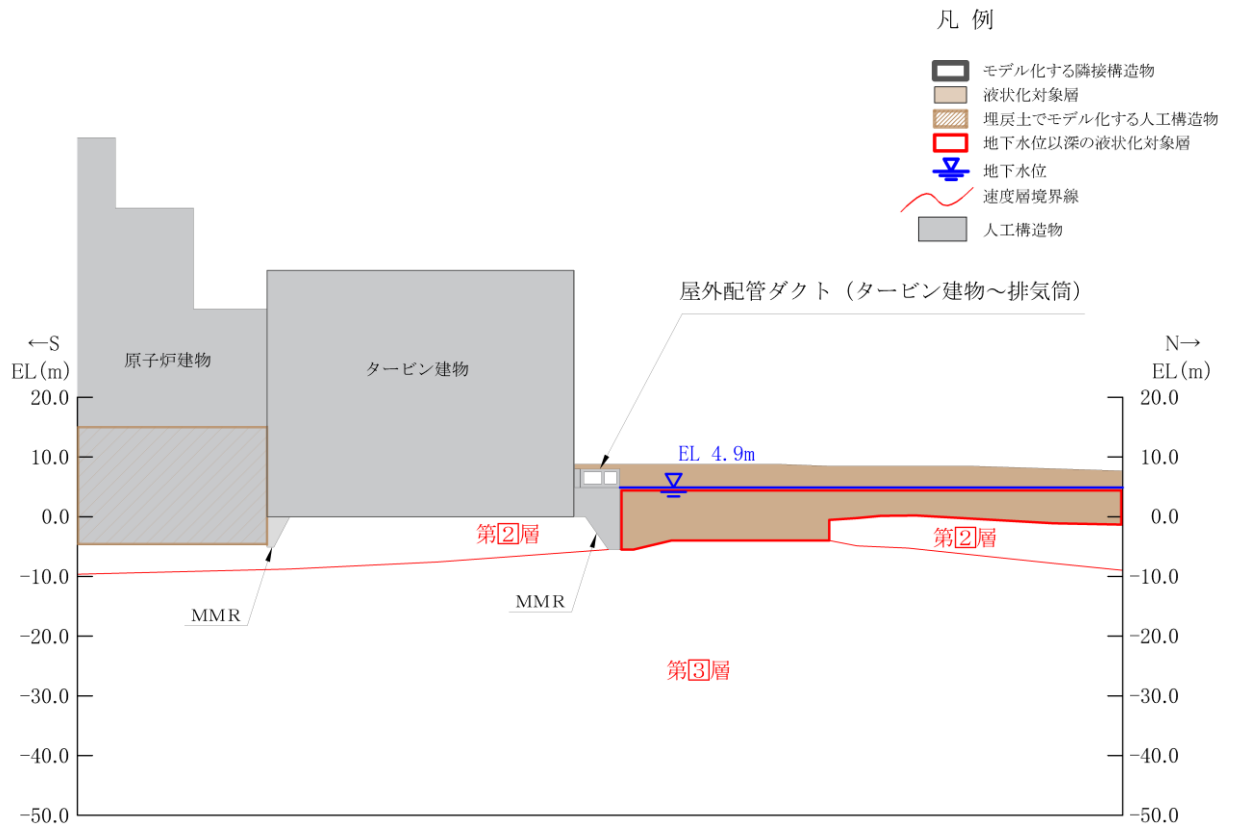 凡 例
モデル化する隣接構造物
液状化対象層
埋戻土でモデル化する人工構造物
地下水位以深の液状化対象層
地下水位
速度層境界線
人工構造物
屋外配管ダクト（タービン建物～排気筒）
←S
EL(m)
N→
EL(m)
原子炉建物
タービン建物
20.0
20.0
10.0
EL 4.9m
10.0
0.0
第2層
第2層
0.0
-10.0
-10.0
MMR
MMR
-20.0
-20.0
第3層
-30.0
-30.0
-40.0
-40.0
-50.0
-50.0